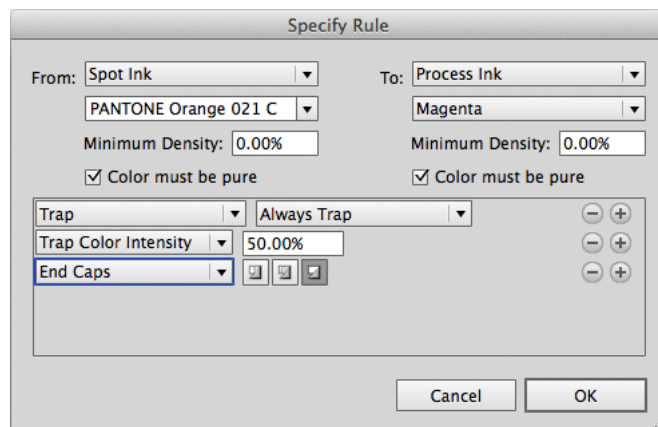 Specify Rule
From: Spot Ink To: Process Ink
PANTONE Orange 021 C Magenta
Minimum Density: 0.00% Minimum Density: 0.00%
Color must be pure Color must be pure
Trap Always Trap
Trap Color Intensity 50.00%
End Caps
Cancel OK